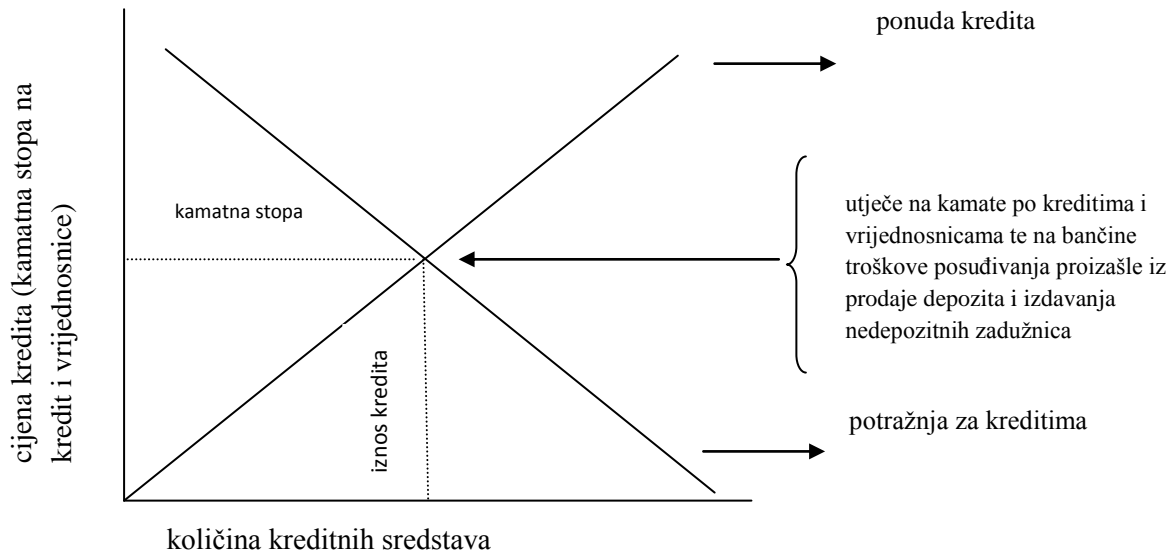 ponuda kredita
cijena kredita (kamatna stopa na
kredit i vrijednosnice)
kamatna stopa
utječe na kamate po kreditima i
vrijednosnicama te na bančine
troškove posuđivanja proizašle iz
prodaje depozita i izdavanja
nedepozitnih zadužnica
iznos kredita
potražnja za kreditima
količina kreditnih sredstava